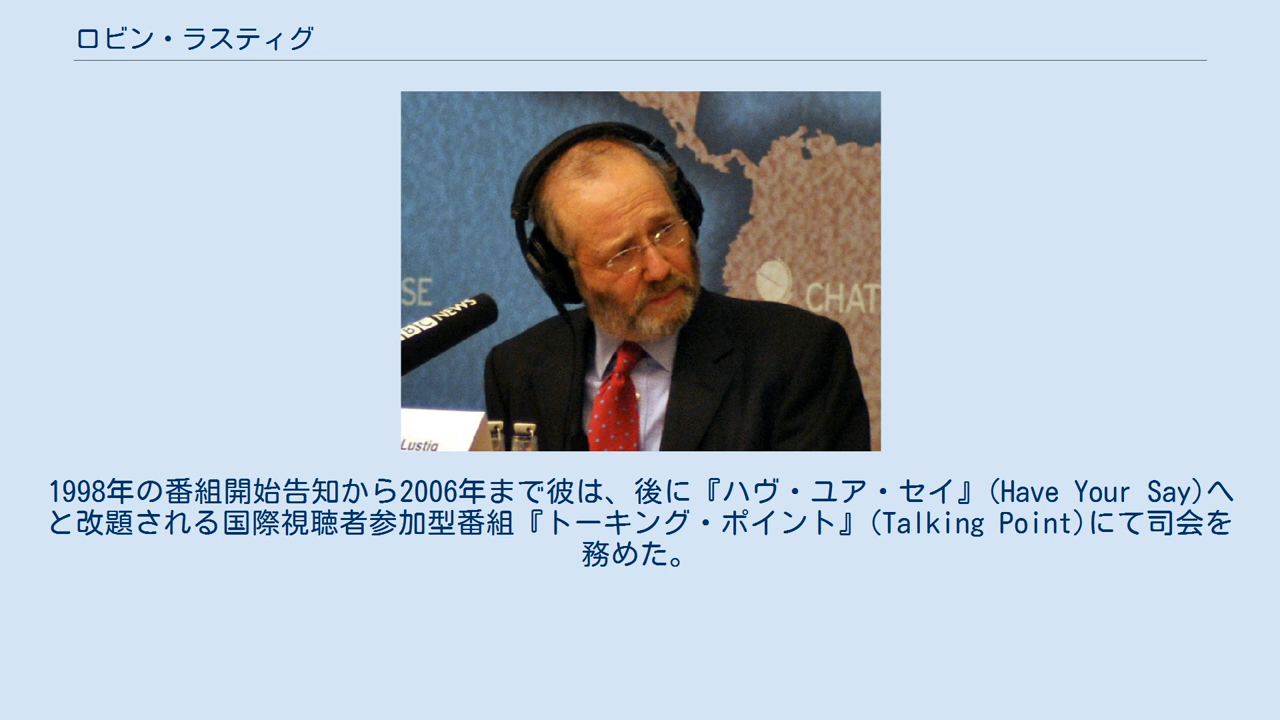 ロビン・ラスティグ
SE
CHAT
BBC NEWS
Lustig
1998年の番組開始告知から2006年まで彼は、後に『ハヴ・ユア・セイ』(Have Your Say)へ
と改題される国際視聴者参加型番組『トーキング・ポイント』(Talking Point)にて司会を
務めた。